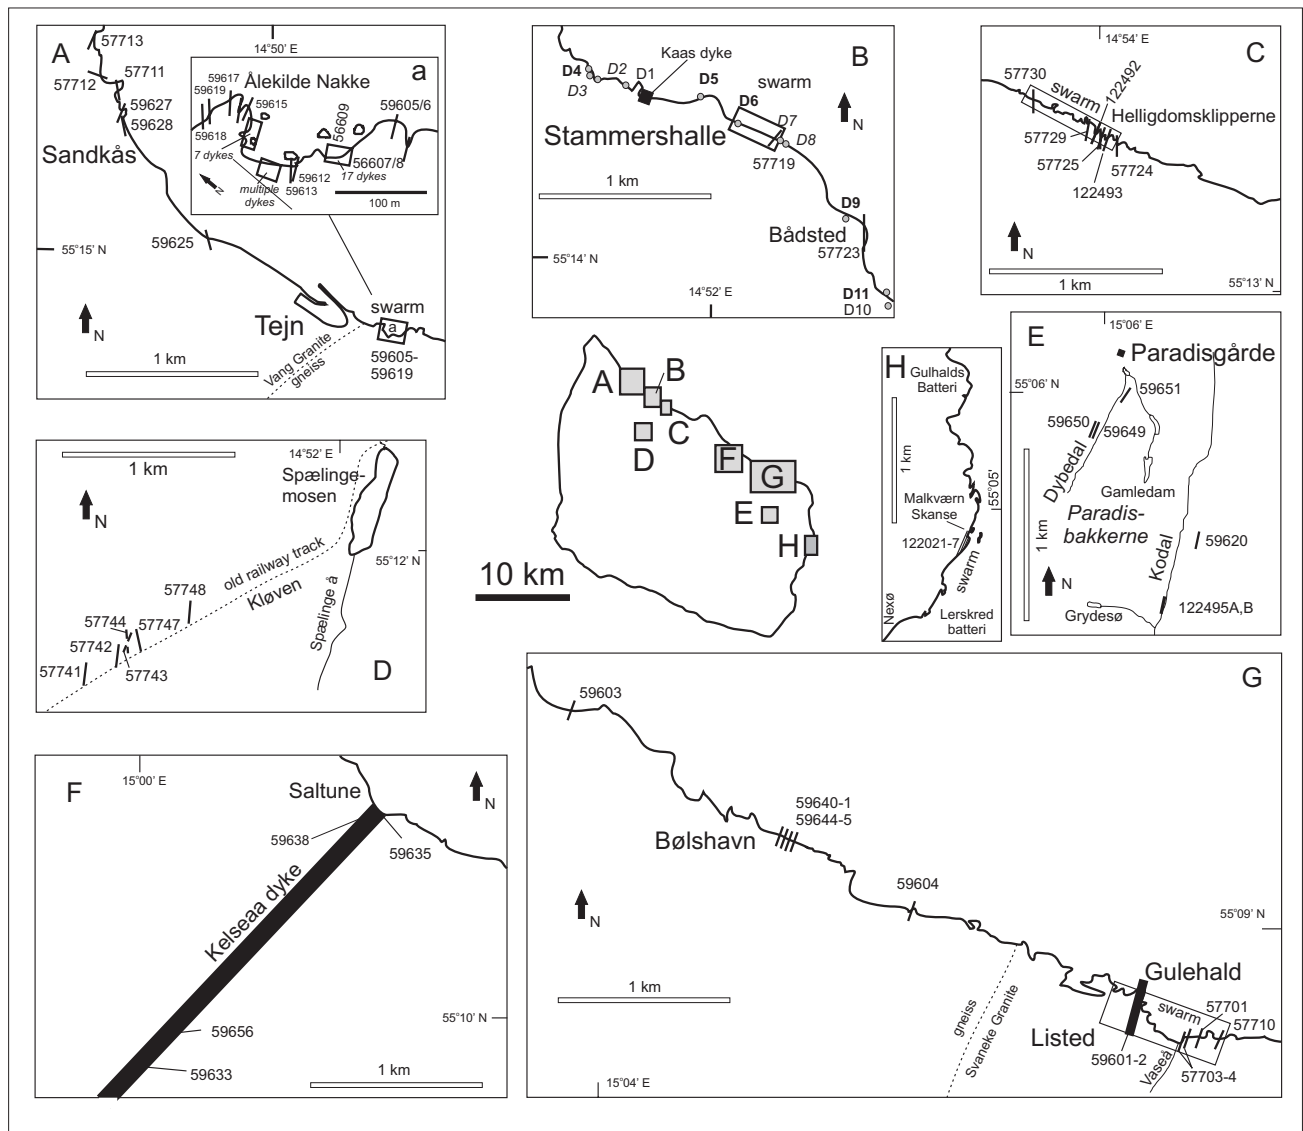 A
57713
57712
57711
59627
59628
Sandkås
59625
55°15' N
14°50' E
a
Ålekilde Nakke
59617
59619
59615
59618
7 dykes
multiple
dykes
59612
59613
56609
59605/6
56607/8
17 dykes
100 m
N
N
1 km
Tejn
swarm
a
59605-
59619
Vang Granite
gneiss
B
Kaas dyke
D4
D3
D2
D1
D5
swarm
D6
D7
D8
Stammershalle
57719
N
1 km
D9
Bådsted
57723
55°14' N
14°52' E
D11
D10
C
14°54' E
57730
swarm
122492
Helligdomsklipperne
57729
57725
57724
122493
N
1 km
55°13' N
A
B
C
D
E
F
G
H
10 km
H
Gulhalds
Batteri
1 km
55°05'
Malkværn
Skanse
122021-7
swarm
Nexø
Lerskred
batteri
E
15°06' E
Paradisgårde
55°06' N
59651
59650
59649
Dybedal
Gamledam
Paradis-
bakkerne
1 km
59620
Kodal
N
Grydesø
122495A,B
1 km
14°52' E
Spælinge-
mosen
N
55°12' N
old railway track
Kløven
Spælinge å
57748
57744
57747
57742
57743
57741
D
F
15°00' E
Saltune
N
59638
59635
Kelseaa dyke
59656
59633
55°10' N
1 km
G
59603
59640-1
59644-5
Bølshavn
59604
N
55°09' N
1 km
gneiss
Svaneke Granite
Gulehald
swarm
57701
57710
Listed
59601-2
Vaseå
57703-4
15°04' E